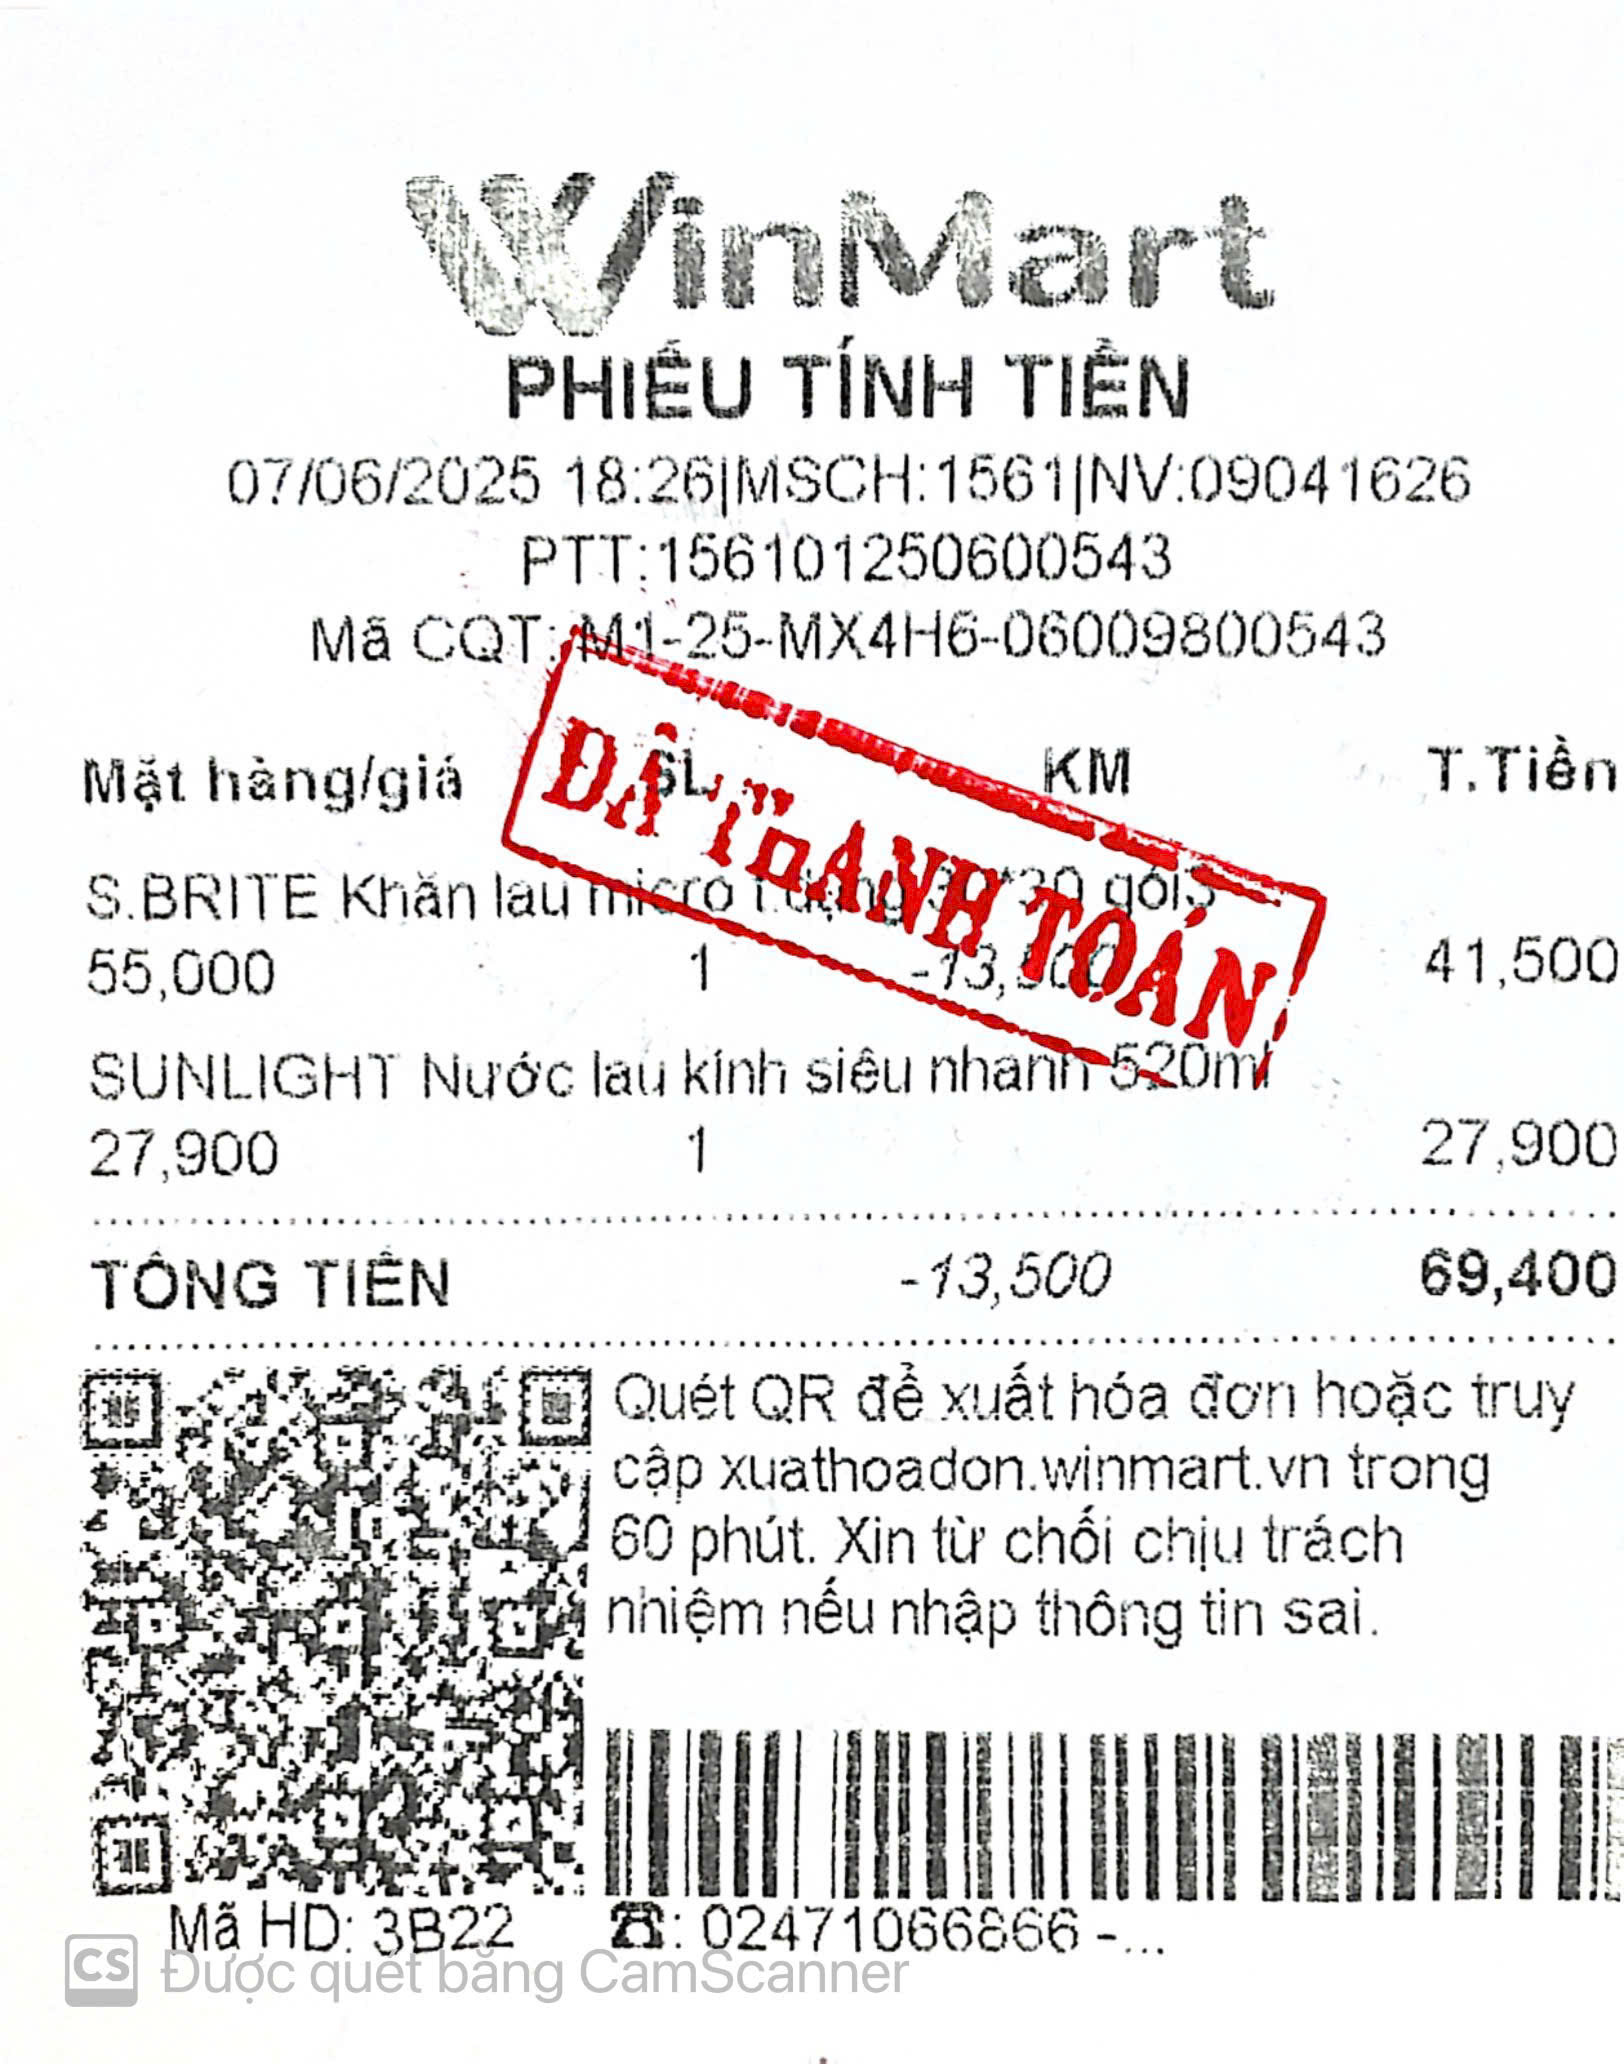 WinMart
PHIẾU TÍNH TIỀN
07/06/2025 18:26|MSCH:1561|NV:09041626
PTT:156101250600543
Mã CQT: M1-25-MX4H6-06009800543
Mặt hàng/giá SL KM T.Tiền
ĐÃ THANH TOÁN
S.BRITE Khăn lau micro 30*30 gói3
55,000 1 -13,500 41,500
SUNLIGHT Nước lau kính siêu nhanh 520ml
27,900 1 27,900
TỔNG TIỀN -13,500 69,400
Quét QR để xuất hóa đơn hoặc truy
cập xuathoadon.winmart.vn trong
60 phút. Xin từ chối chịu trách
nhiệm nếu nhập thông tin sai.
Mã HD: 3B22 ☎: 02471066866 -...
CS Được quét bằng CamScanner